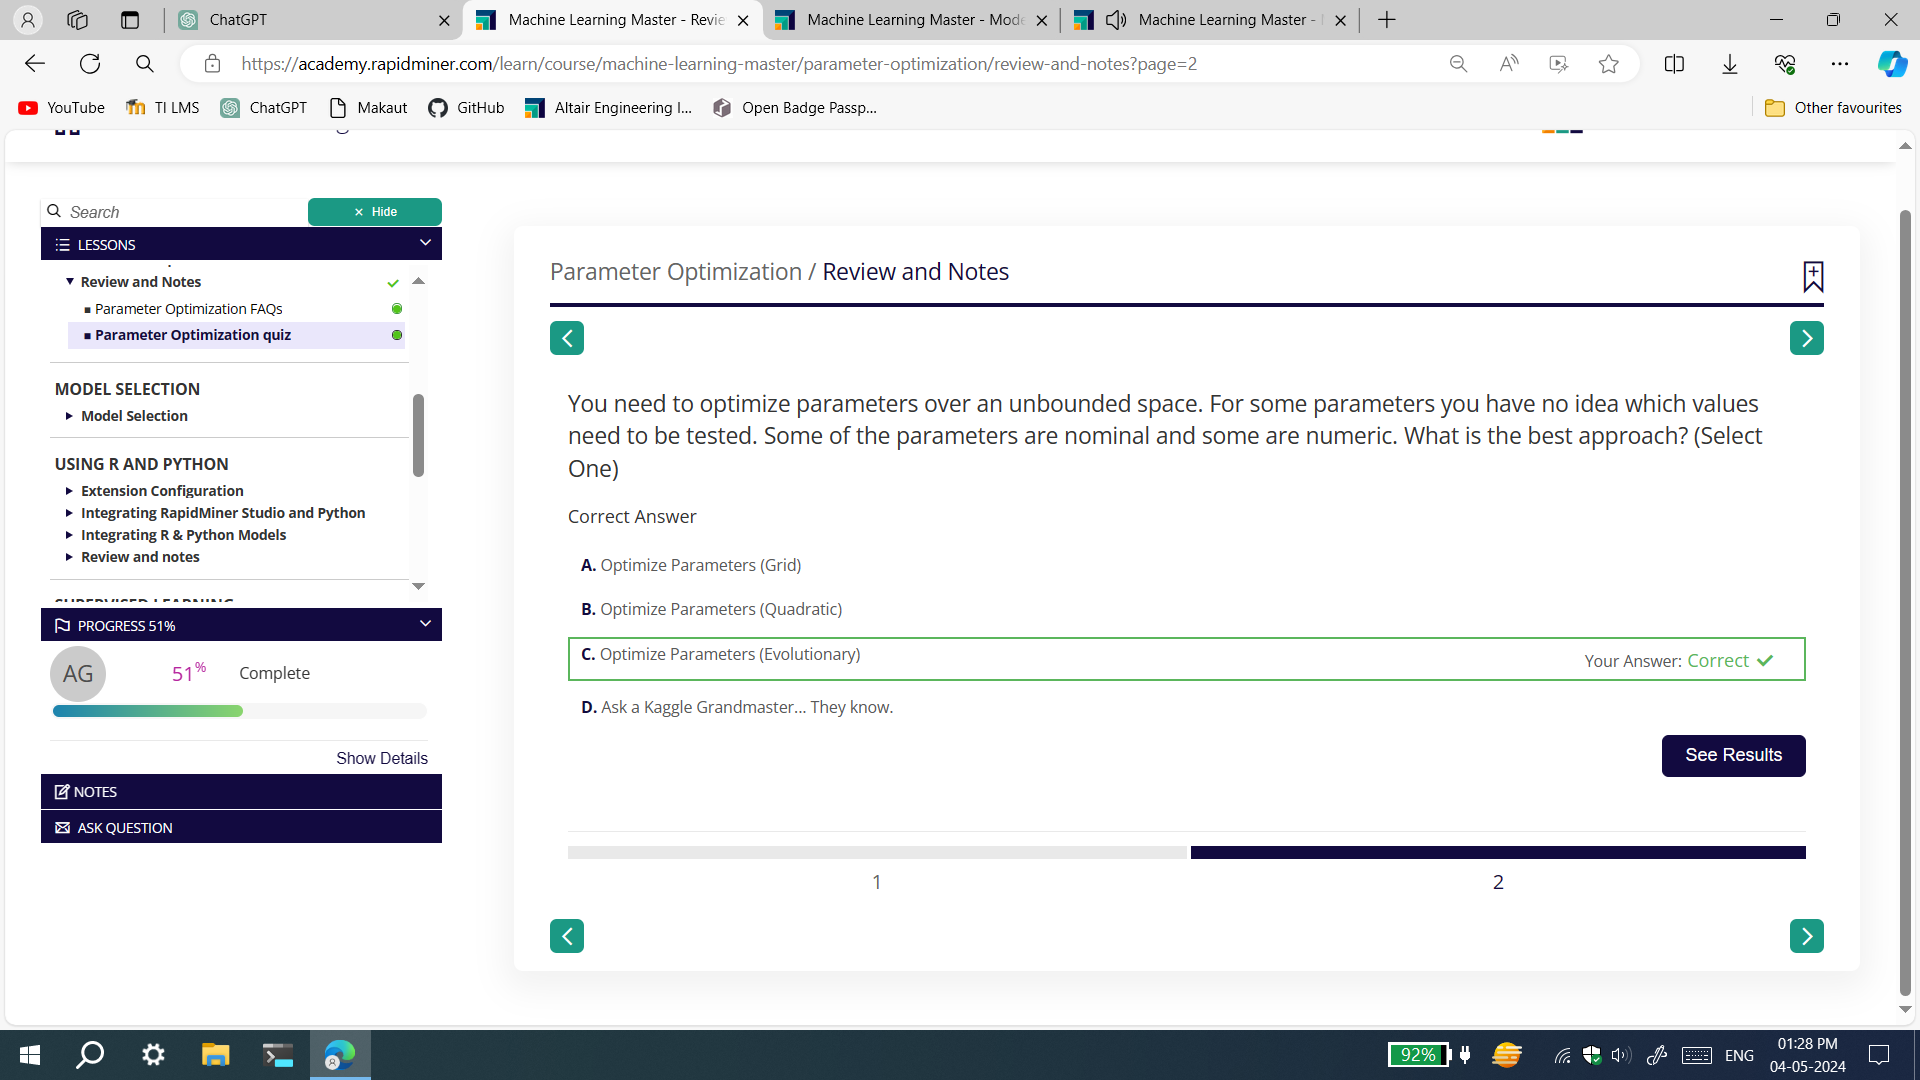 ChatGPT
Machine Learning Master - Revie
Machine Learning Master - Mode
Machine Learning Master -
https://academy.rapidminer.com/learn/course/machine-learning-master/parameter-optimization/review-and-notes?page=2
YouTube
TI LMS
ChatGPT
Makaut
GitHub
Altair Engineering I...
Open Badge Passp...
Other favourites
Search
× Hide
LESSONS
Review and Notes
Parameter Optimization FAQs
Parameter Optimization quiz
MODEL SELECTION
Model Selection
USING R AND PYTHON
Extension Configuration
Integrating RapidMiner Studio and Python
Integrating R & Python Models
Review and notes
SUPERVISED LEARNING
PROGRESS 51%
AG
51%
Complete
Show Details
NOTES
ASK QUESTION
Parameter Optimization / Review and Notes
You need to optimize parameters over an unbounded space. For some parameters you have no idea which values
need to be tested. Some of the parameters are nominal and some are numeric. What is the best approach? (Select
One)
Correct Answer
A. Optimize Parameters (Grid)
B. Optimize Parameters (Quadratic)
C. Optimize Parameters (Evolutionary)
Your Answer: Correct
D. Ask a Kaggle Grandmaster... They know.
See Results
1
2
92%
ENG
01:28 PM
04-05-2024